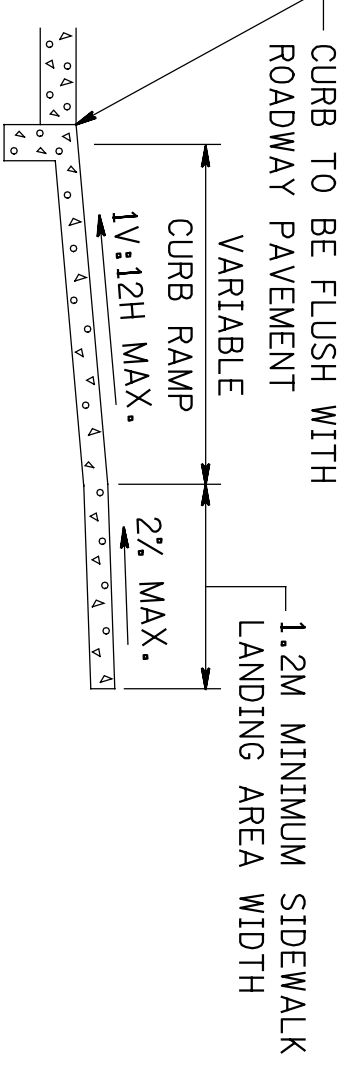 CURB TO BE FLUSH WITH
ROADWAY PAVEMENT
VARIABLE
CURB RAMP
1V:12H MAX.
1.2M MINIMUM SIDEWALK
LANDING AREA WIDTH
2% MAX.